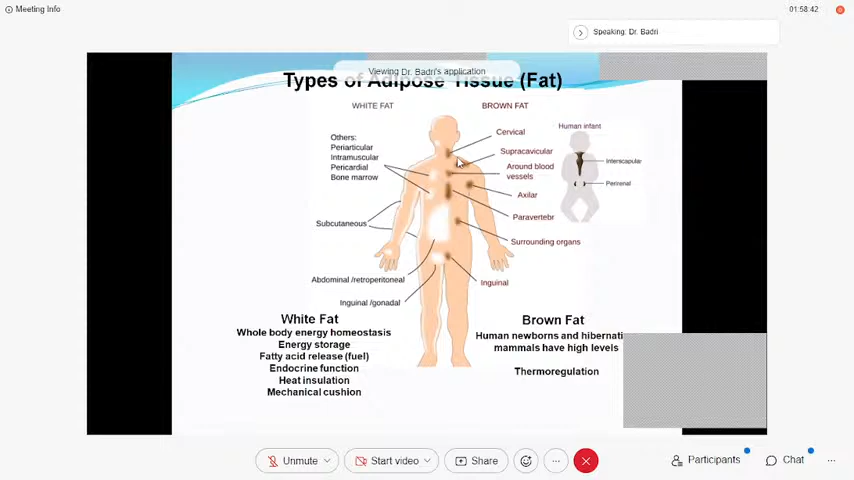 Meeting Info
01:58:42
Speaking: Dr. Badri
Viewing Dr. Badri's application
Types of Adipose Tissue (Fat)
WHITE FAT
BROWN FAT
Others:
Periarticular
Intramuscular
Pericardial
Bone marrow
Subcutaneous
Abdominal /retroperitoneal
Inguinal /gonadal
Cervical
Supracavicular
Around blood
vessels
Axilar
Paravertebr
Surrounding organs
Inguinal
Human infant
Interscapular
Perirenal
White Fat
Whole body energy homeostasis
Energy storage
Fatty acid release (fuel)
Endocrine function
Heat insulation
Mechanical cushion
Brown Fat
Human newborns and hibernati
mammals have high levels
Thermoregulation
Unmute
Start video
Share
Participants
Chat